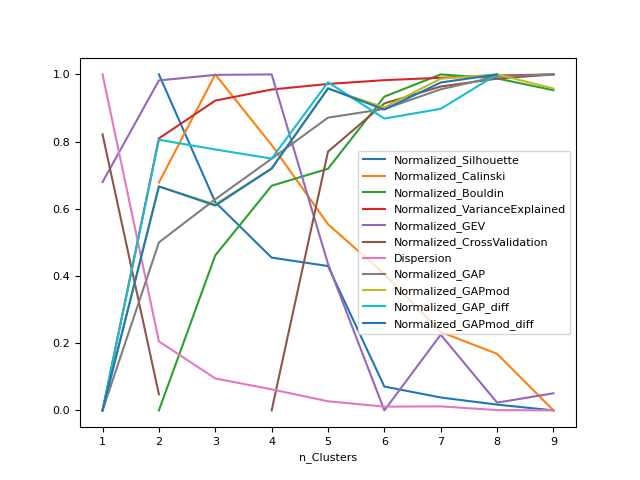 1.0
0.8
0.6
0.4
0.2
0.0
Normalized_Silhouette
Normalized_Calinski
Normalized_Bouldin
Normalized_VarianceExplained
Normalized_GEV
Normalized_CrossValidation
Dispersion
Normalized_GAP
Normalized_GAPmod
Normalized_GAP_diff
Normalized_GAPmod_diff
1 2 3 4 5 6 7 8 9
n_Clusters